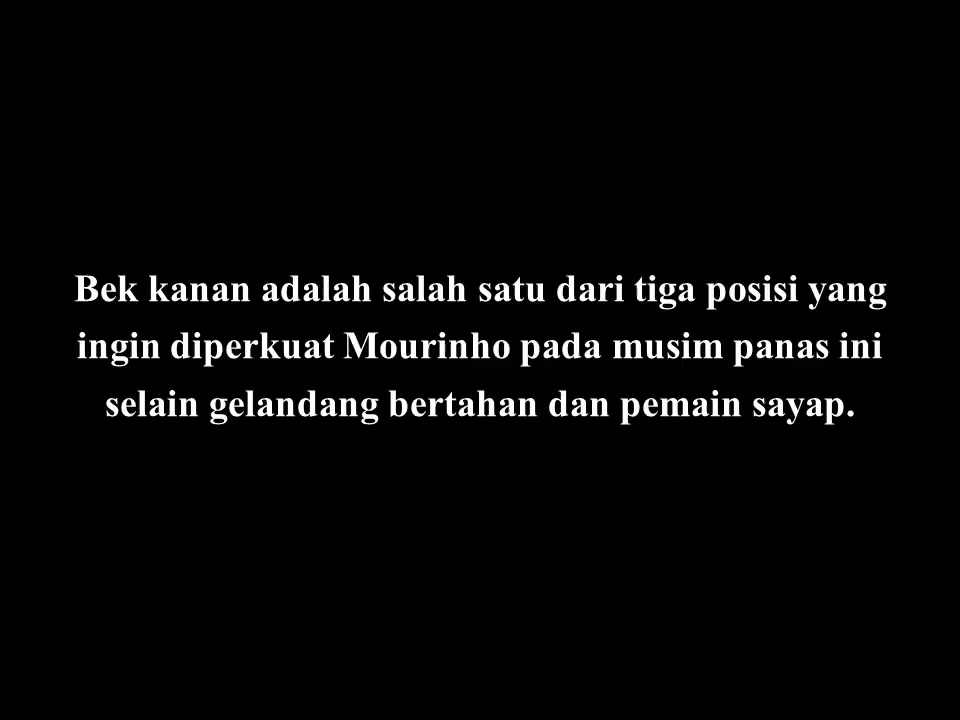 Bek kanan adalah salah satu dari tiga posisi yang
ingin diperkuat Mourinho pada musim panas ini
selain gelandang bertahan dan pemain sayap.